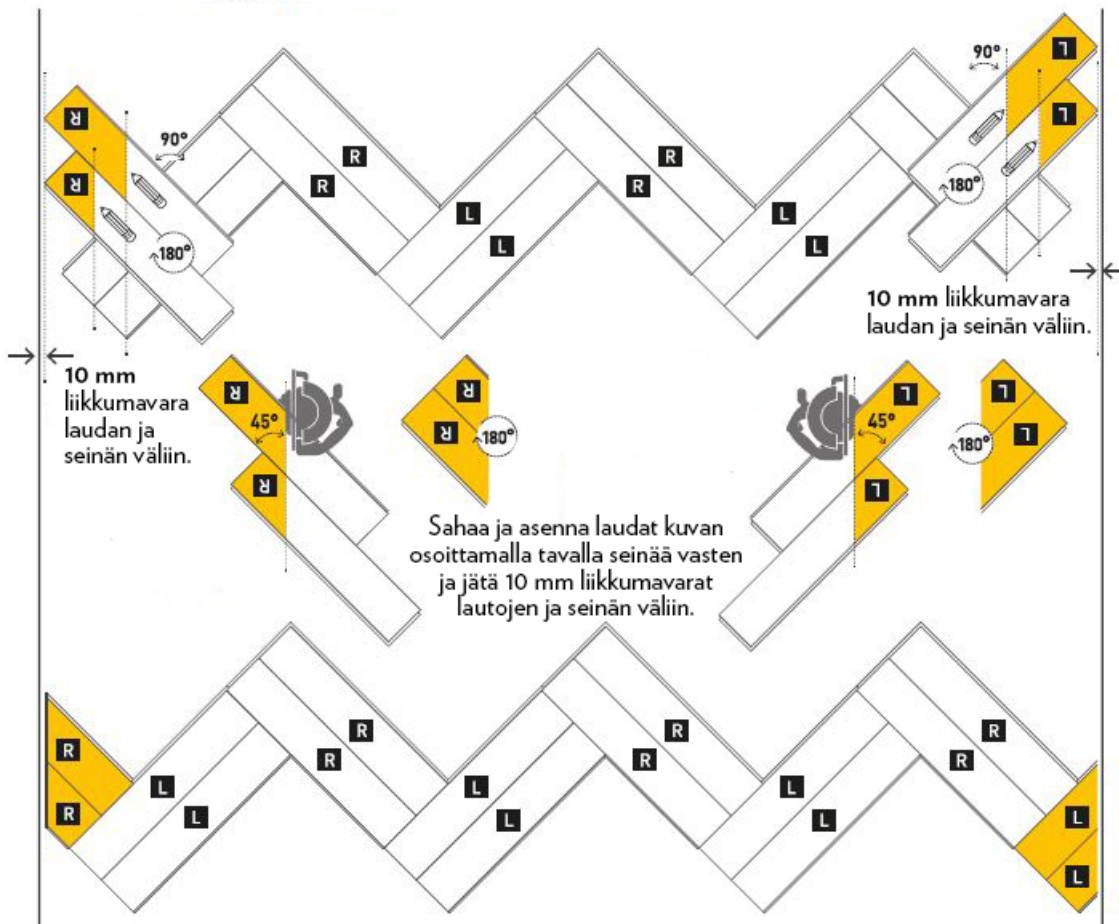 L
90°
R
90°
L
R
R
R
L
R
R
L
180°
L
L
L
180°
10 mm liikkumavara
laudan ja seinän väliin.
10 mm
liikkumavara
laudan ja
seinän väliin.
R
R
L
L
45°
R
180°
45°
L
180°
R
L
Sahaa ja asenna laudat kuvan
osoittamalla tavalla seinää vasten
ja jätä 10 mm liikkumavarat
lautojen ja seinän väliin.
R
R
R
R
R
R
R
R
L
L
L
L
L
L
L
L